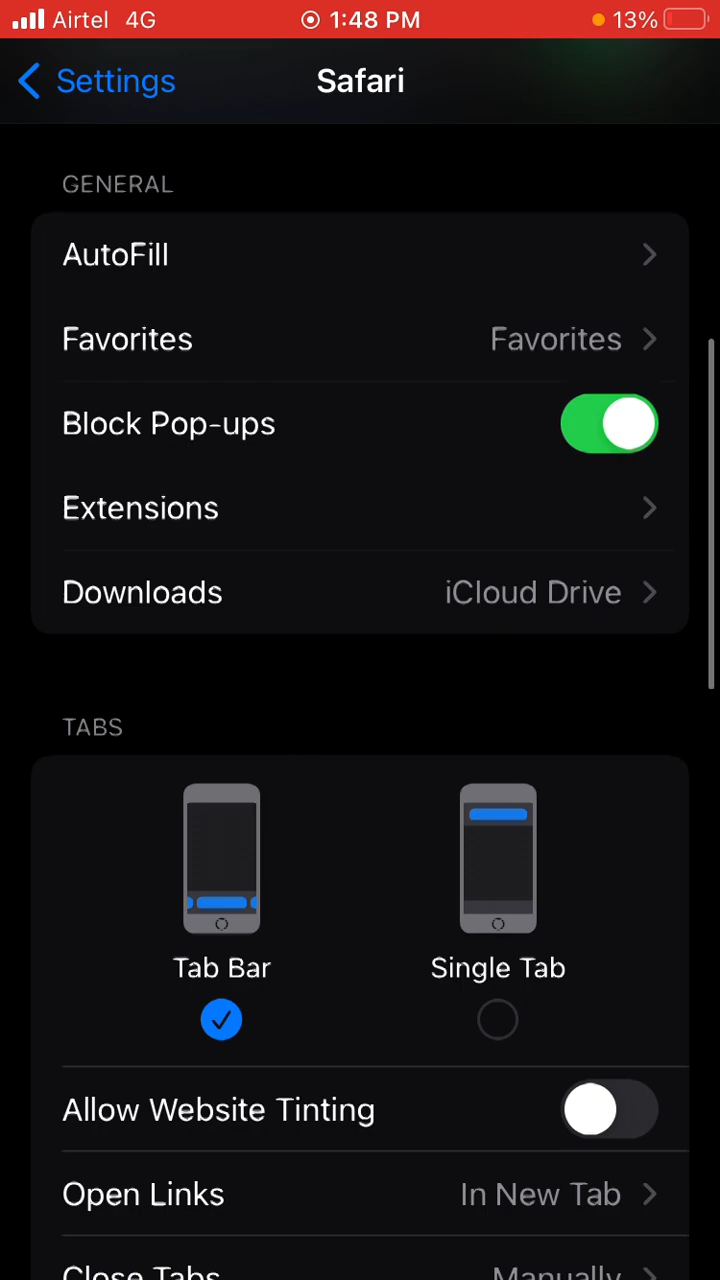 Airtel 4G 1:48 PM 13%
Settings Safari
GENERAL
AutoFill
Favorites Favorites
Block Pop-ups
Extensions
Downloads iCloud Drive
TABS
Tab Bar Single Tab
Allow Website Tinting
Open Links In New Tab
Close Tabs Manually